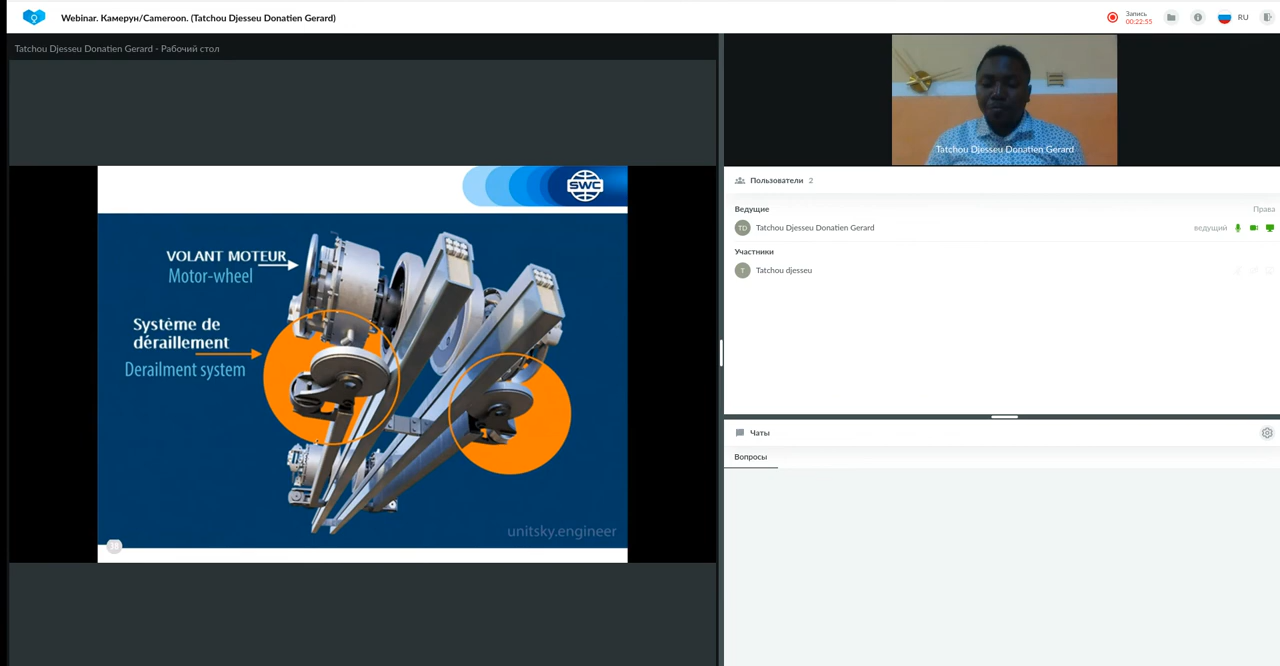 Webinar. Камерун/Cameroon. (Tatchou Djesseu Donatien Gerard)
Запись
00:22:55
RU
Tatchou Djesseu Donatien Gerard - Рабочий стол
SWC
VOLANT MOTEUR
Motor-wheel
Système de
déraillement
Derailment system
unitsky.engineer
Tatchou Djesseu Donatien Gerard
Пользователи 2
Ведущие
Права
TD
Tatchou Djesseu Donatien Gerard
ведущий
Участники
T
Tatchou djesseu
Чаты
Вопросы